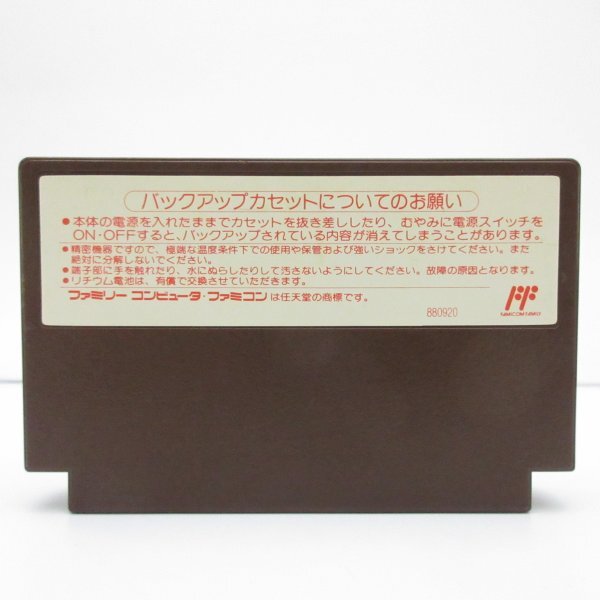 バックアップカセットについてのお願い
●本体の電源を入れたままでカセットを抜き差ししたり、むやみに電源スイッチを
ON・OFFすると、バックアップされている内容が消えてしまうことがあります。
●精密機器ですので、極端な温度条件下での使用や保管および強いショックをさけてください。また
絶対に分解しないでください。
●端子部に手を触れたり、水にぬらしたりして汚さないようにしてください。故障の原因となります。
●リチウム電池は、有償で交換させていただきます。
ファミリーコンピュータ・ファミコンは任天堂の商標です。
880920
FAMICOM FAMILY